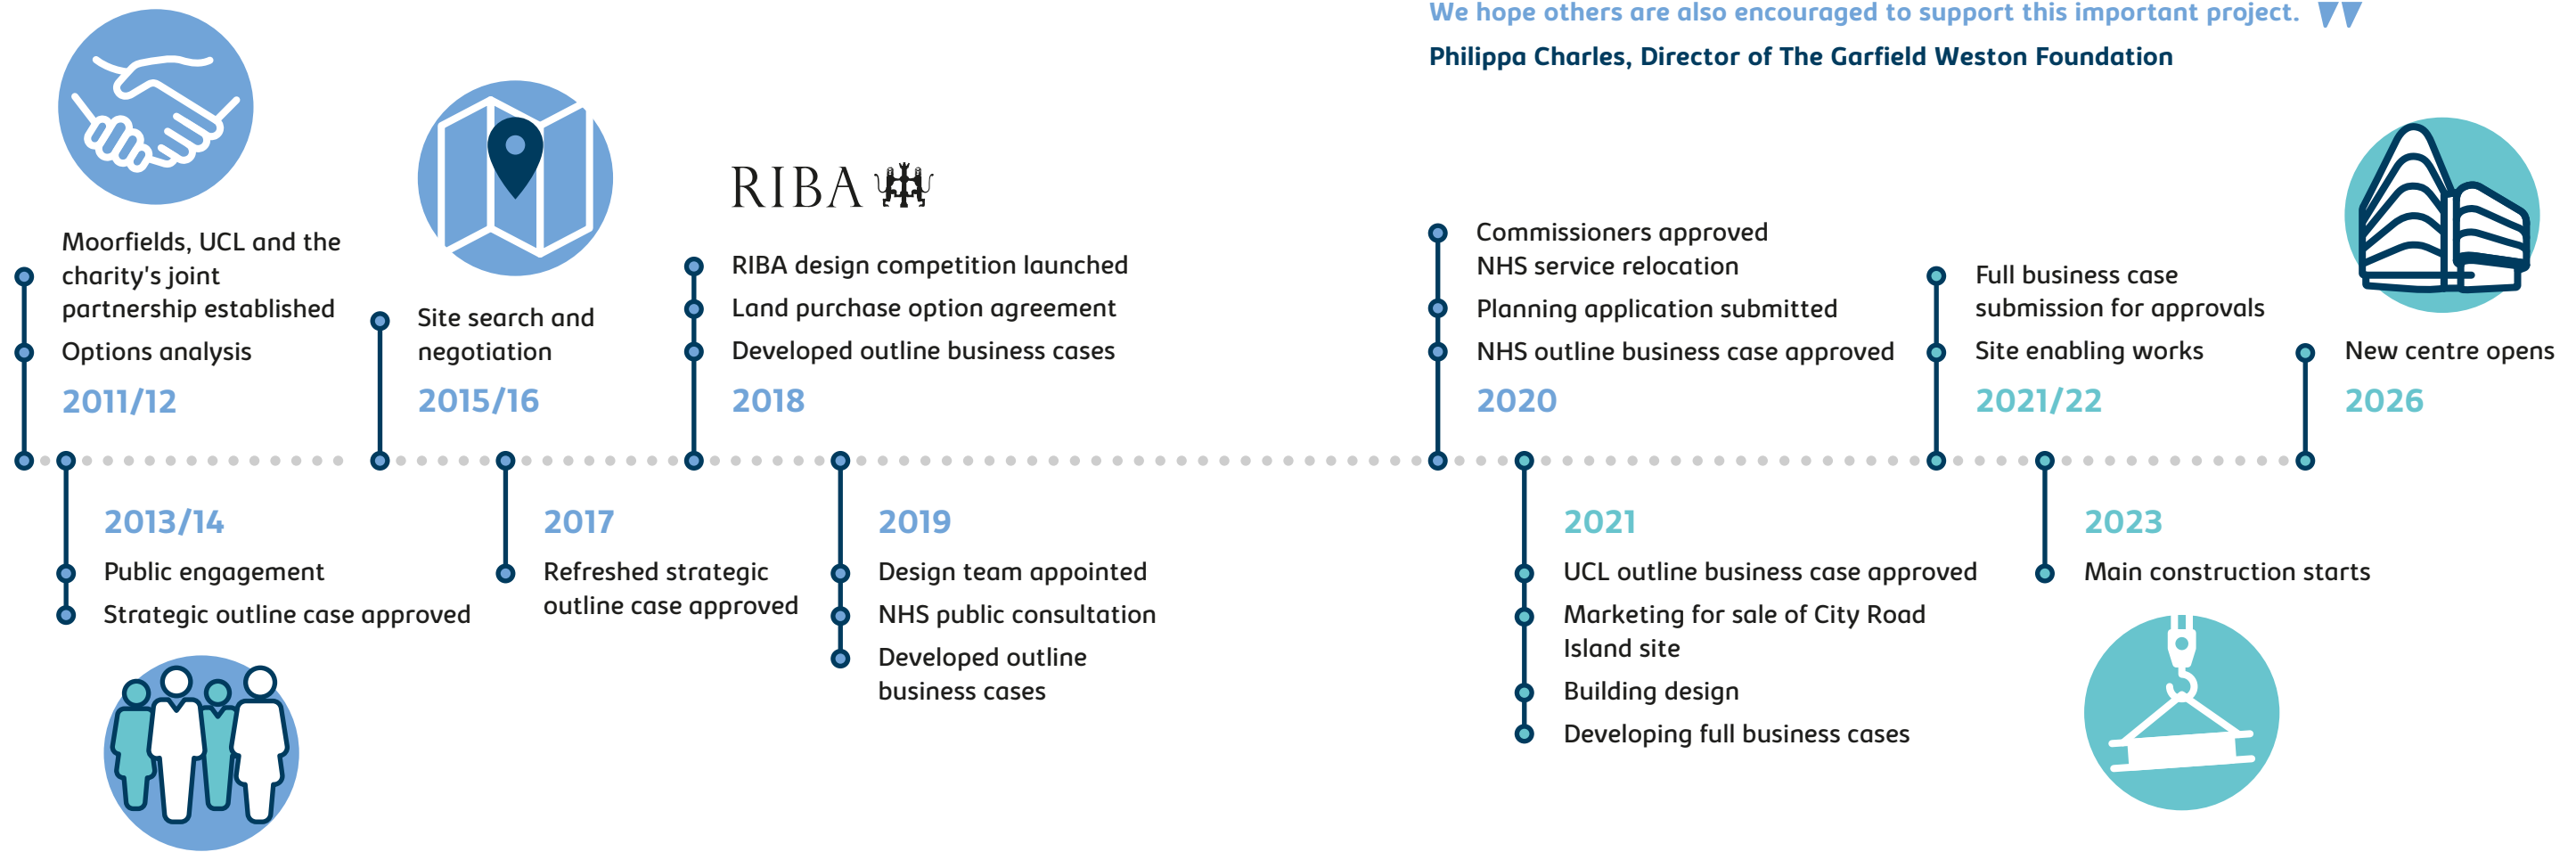 We hope others are also encouraged to support this important project.
Philippa Charles, Director of The Garfield Weston Foundation
Moorfields, UCL and the
charity's joint
partnership established
Options analysis
2011/12
Site search and
negotiation
2015/16
RIBA
RIBA design competition launched
Land purchase option agreement
Developed outline business cases
2018
Commissioners approved
NHS service relocation
Planning application submitted
NHS outline business case approved
2020
Full business case
submission for approvals
Site enabling works
2021/22
New centre opens
2026
2013/14
Public engagement
Strategic outline case approved
2017
Refreshed strategic
outline case approved
2019
Design team appointed
NHS public consultation
Developed outline
business cases
2021
UCL outline business case approved
Marketing for sale of City Road
Island site
Building design
Developing full business cases
2023
Main construction starts